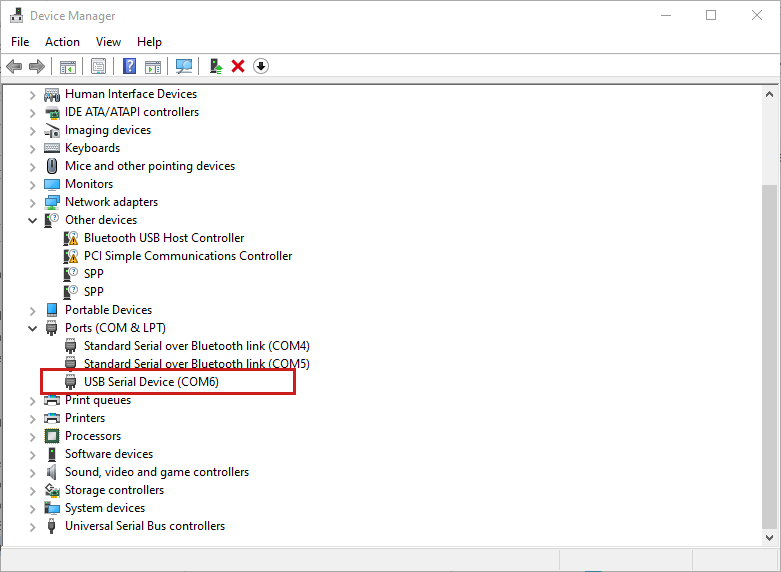 Device Manager
File Action View Help
Human Interface Devices
IDE ATA/ATAPI controllers
Imaging devices
Keyboards
Mice and other pointing devices
Monitors
Network adapters
Other devices
Bluetooth USB Host Controller
PCI Simple Communications Controller
SPP
SPP
Portable Devices
Ports (COM & LPT)
Standard Serial over Bluetooth link (COM4)
Standard Serial over Bluetooth link (COM5)
USB Serial Device (COM6)
Print queues
Printers
Processors
Software devices
Sound, video and game controllers
Storage controllers
System devices
Universal Serial Bus controllers